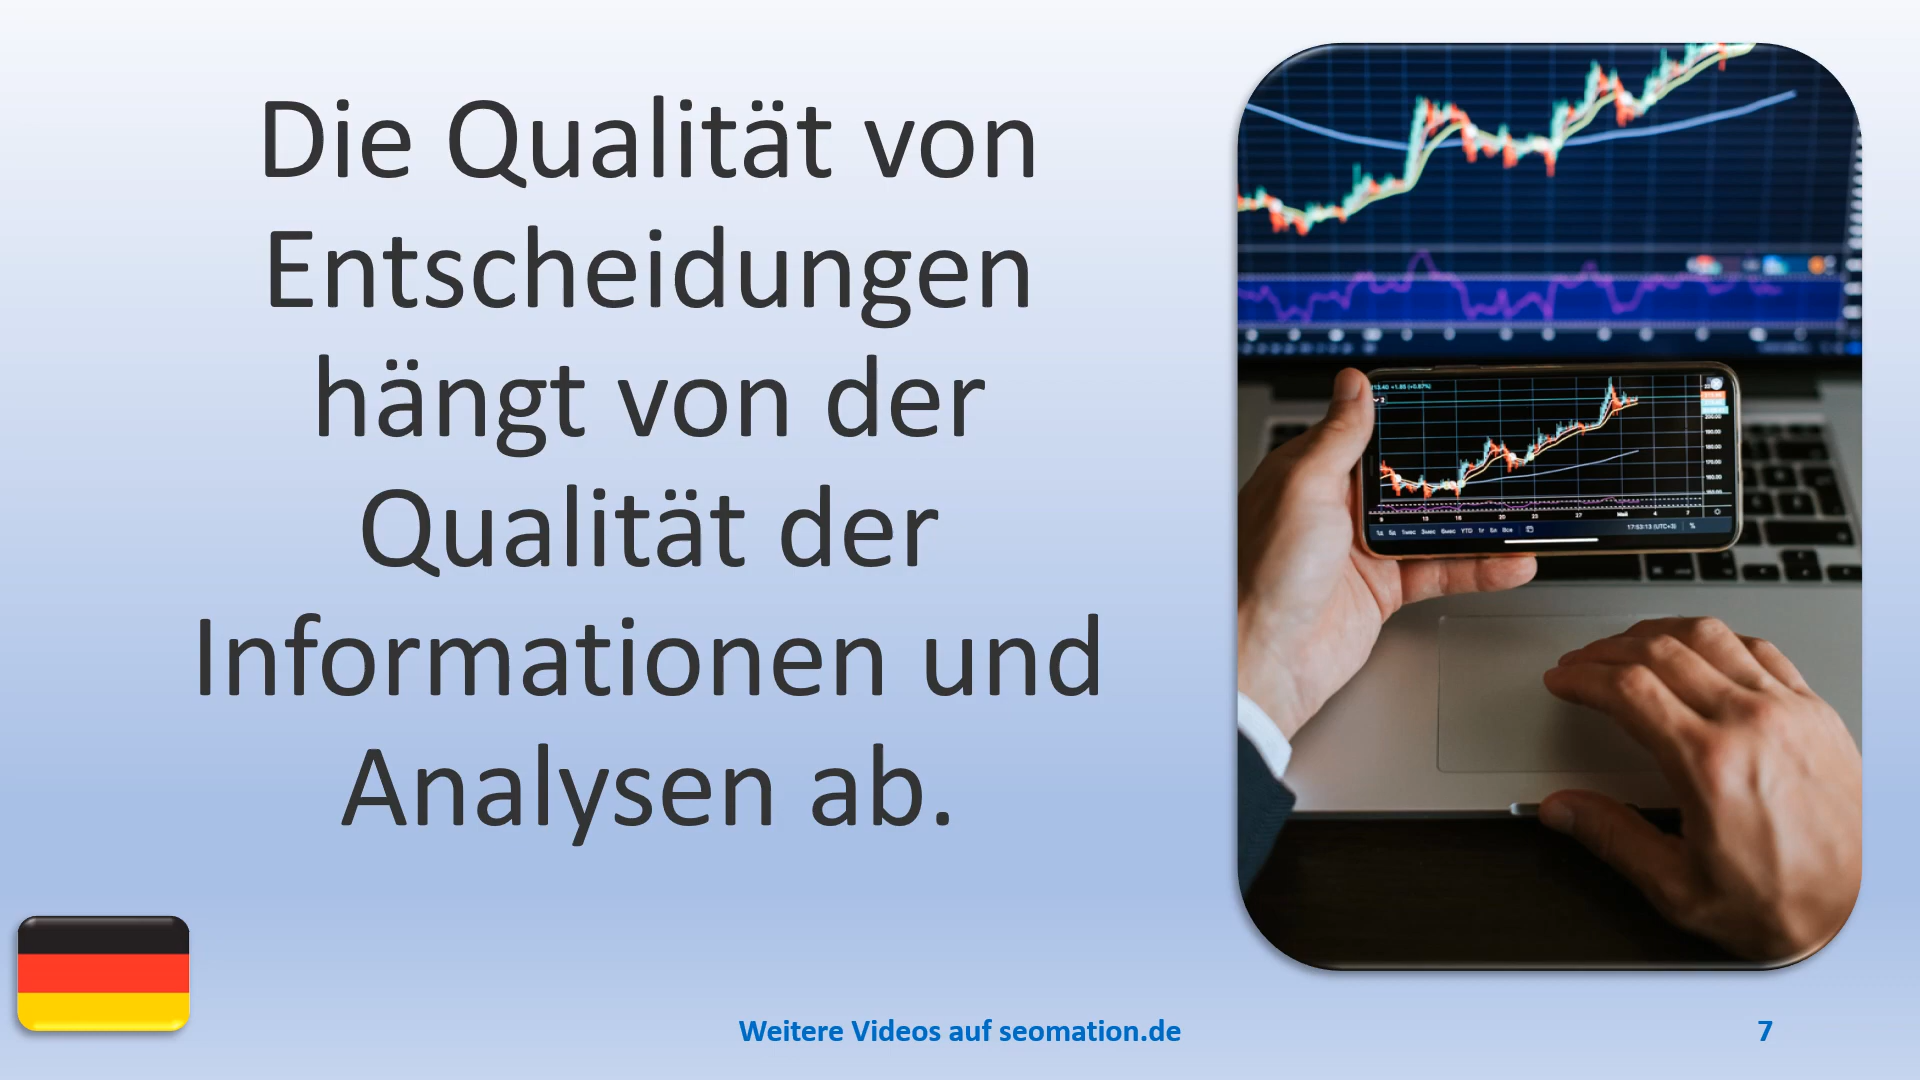 Die Qualität von
Entscheidungen
hängt von der
Qualität der
Informationen und
Analysen ab.
Weitere Videos auf seomation.de
7